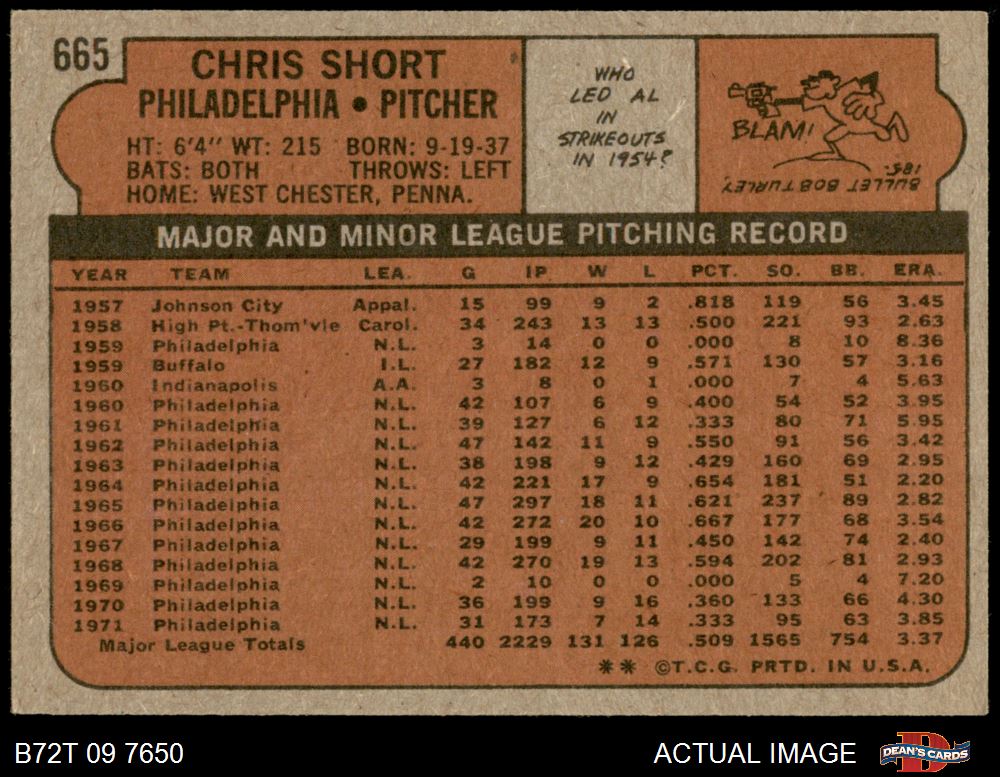 665
CHRIS SHORT
PHILADELPHIA • PITCHER
HT: 6'4" WT: 215 BORN: 9-19-37
BATS: BOTH THROWS: LEFT
HOME: WEST CHESTER, PENNA.
WHO
LED AL
IN
STRIKEOUTS
IN 1954?
BLAM!
BULLET BOB TURLEY
-185
MAJOR AND MINOR LEAGUE PITCHING RECORD
YEAR TEAM LEA. G IP W L PCT. SO. BB. ERA.
1957 Johnson City Appal. 15 99 9 2 .818 119 56 3.45
1958 High Pt.-Thom'vle Carol. 34 243 13 13 .500 221 93 2.63
1959 Philadelphia N.L. 3 14 0 0 .000 8 10 8.36
1959 Buffalo I.L. 27 182 12 9 .571 130 57 3.16
1960 Indianapolis A.A. 3 8 0 1 .000 7 4 5.63
1960 Philadelphia N.L. 42 107 6 9 .400 54 52 3.95
1961 Philadelphia N.L. 39 127 6 12 .333 80 71 5.95
1962 Philadelphia N.L. 47 142 11 9 .550 91 56 3.42
1963 Philadelphia N.L. 38 198 9 12 .429 160 69 2.95
1964 Philadelphia N.L. 42 221 17 9 .654 181 51 2.20
1965 Philadelphia N.L. 47 297 18 11 .621 237 89 2.82
1966 Philadelphia N.L. 42 272 20 10 .667 177 68 3.54
1967 Philadelphia N.L. 29 199 9 11 .450 142 74 2.40
1968 Philadelphia N.L. 42 270 19 13 .594 202 81 2.93
1969 Philadelphia N.L. 2 10 0 0 .000 5 4 7.20
1970 Philadelphia N.L. 36 199 9 16 .360 133 66 4.30
1971 Philadelphia N.L. 31 173 7 14 .333 95 63 3.85
Major League Totals 440 2229 131 126 .509 1565 754 3.37
** ©T.C.G. PRTD. IN U.S.A.
B72T 09 7650
ACTUAL IMAGE
DEAN'S CARDS